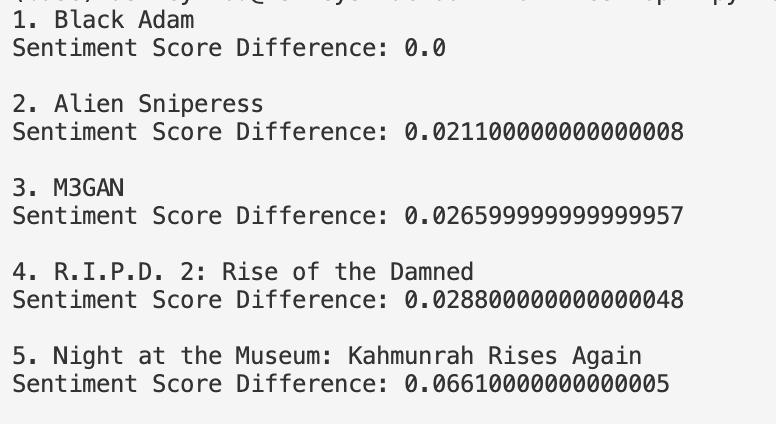 1. Black Adam
Sentiment Score Difference: 0.0
2. Alien Sniperess
Sentiment Score Difference: 0.021100000000000008
3. M3GAN
Sentiment Score Difference: 0.026599999999999957
4. R.I.P.D. 2: Rise of the Damned
Sentiment Score Difference: 0.028800000000000048
5. Night at the Museum: Kahmunrah Rises Again
Sentiment Score Difference: 0.06610000000000005